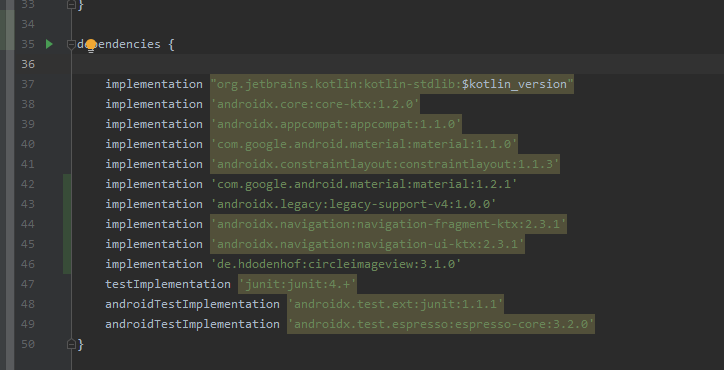 33 }
34
35 dependencies {
36
37 implementation "org.jetbrains.kotlin:kotlin-stdlib:$kotlin_version"
38 implementation 'androidx.core:core-ktx:1.2.0'
39 implementation 'androidx.appcompat:appcompat:1.1.0'
40 implementation 'com.google.android.material:material:1.1.0'
41 implementation 'androidx.constraintlayout:constraintlayout:1.1.3'
42 implementation 'com.google.android.material:material:1.2.1'
43 implementation 'androidx.legacy:legacy-support-v4:1.0.0'
44 implementation 'androidx.navigation:navigation-fragment-ktx:2.3.1'
45 implementation 'androidx.navigation:navigation-ui-ktx:2.3.1'
46 implementation 'de.hdodenhof:circleimageview:3.1.0'
47 testImplementation 'junit:junit:4.+'
48 androidTestImplementation 'androidx.test.ext:junit:1.1.1'
49 androidTestImplementation 'androidx.test.espresso:espresso-core:3.2.0'
50 }